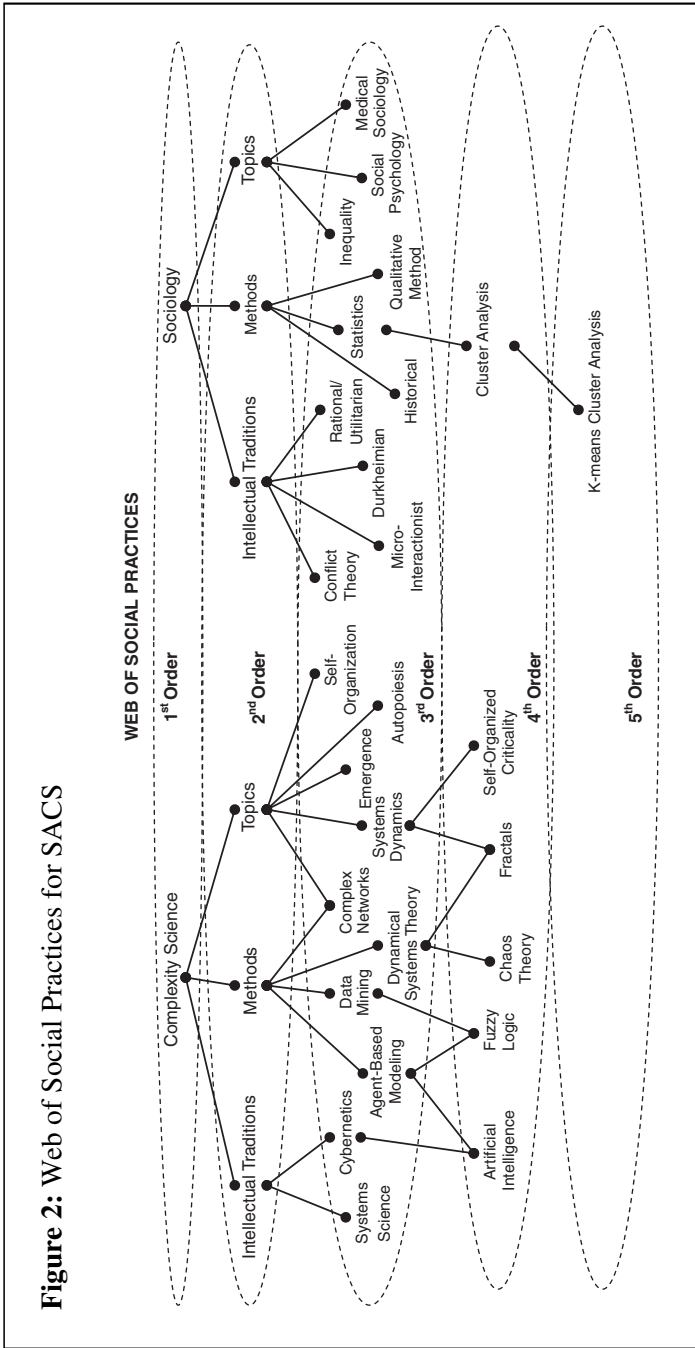 Figure 2: Web of Social Practices for SACS
WEB OF SOCIAL PRACTICES
Complexity Science
1st Order
Sociology
Intellectual Traditions
Methods
Topics
2nd Order
Intellectual Traditions
Methods
Topics
Systems
Science
Cybernetics
Agent-Based
Modeling
Data
Mining
Dynamical
Systems Theory
Complex
Networks
Systems
Dynamics
Emergence
Autopoiesis
Self-
Organization
3rd Order
Conflict
Theory
Micro-
Interactionist
Durkheimian
Rational/
Utilitarian
Historical
Statistics
Qualitative
Method
Inequality
Social
Psychology
Medical
Sociology
Artificial
Intelligence
Fuzzy
Logic
Chaos
Theory
Fractals
Self-Organized
Criticality
4th Order
Cluster Analysis
5th Order
K-means Cluster Analysis